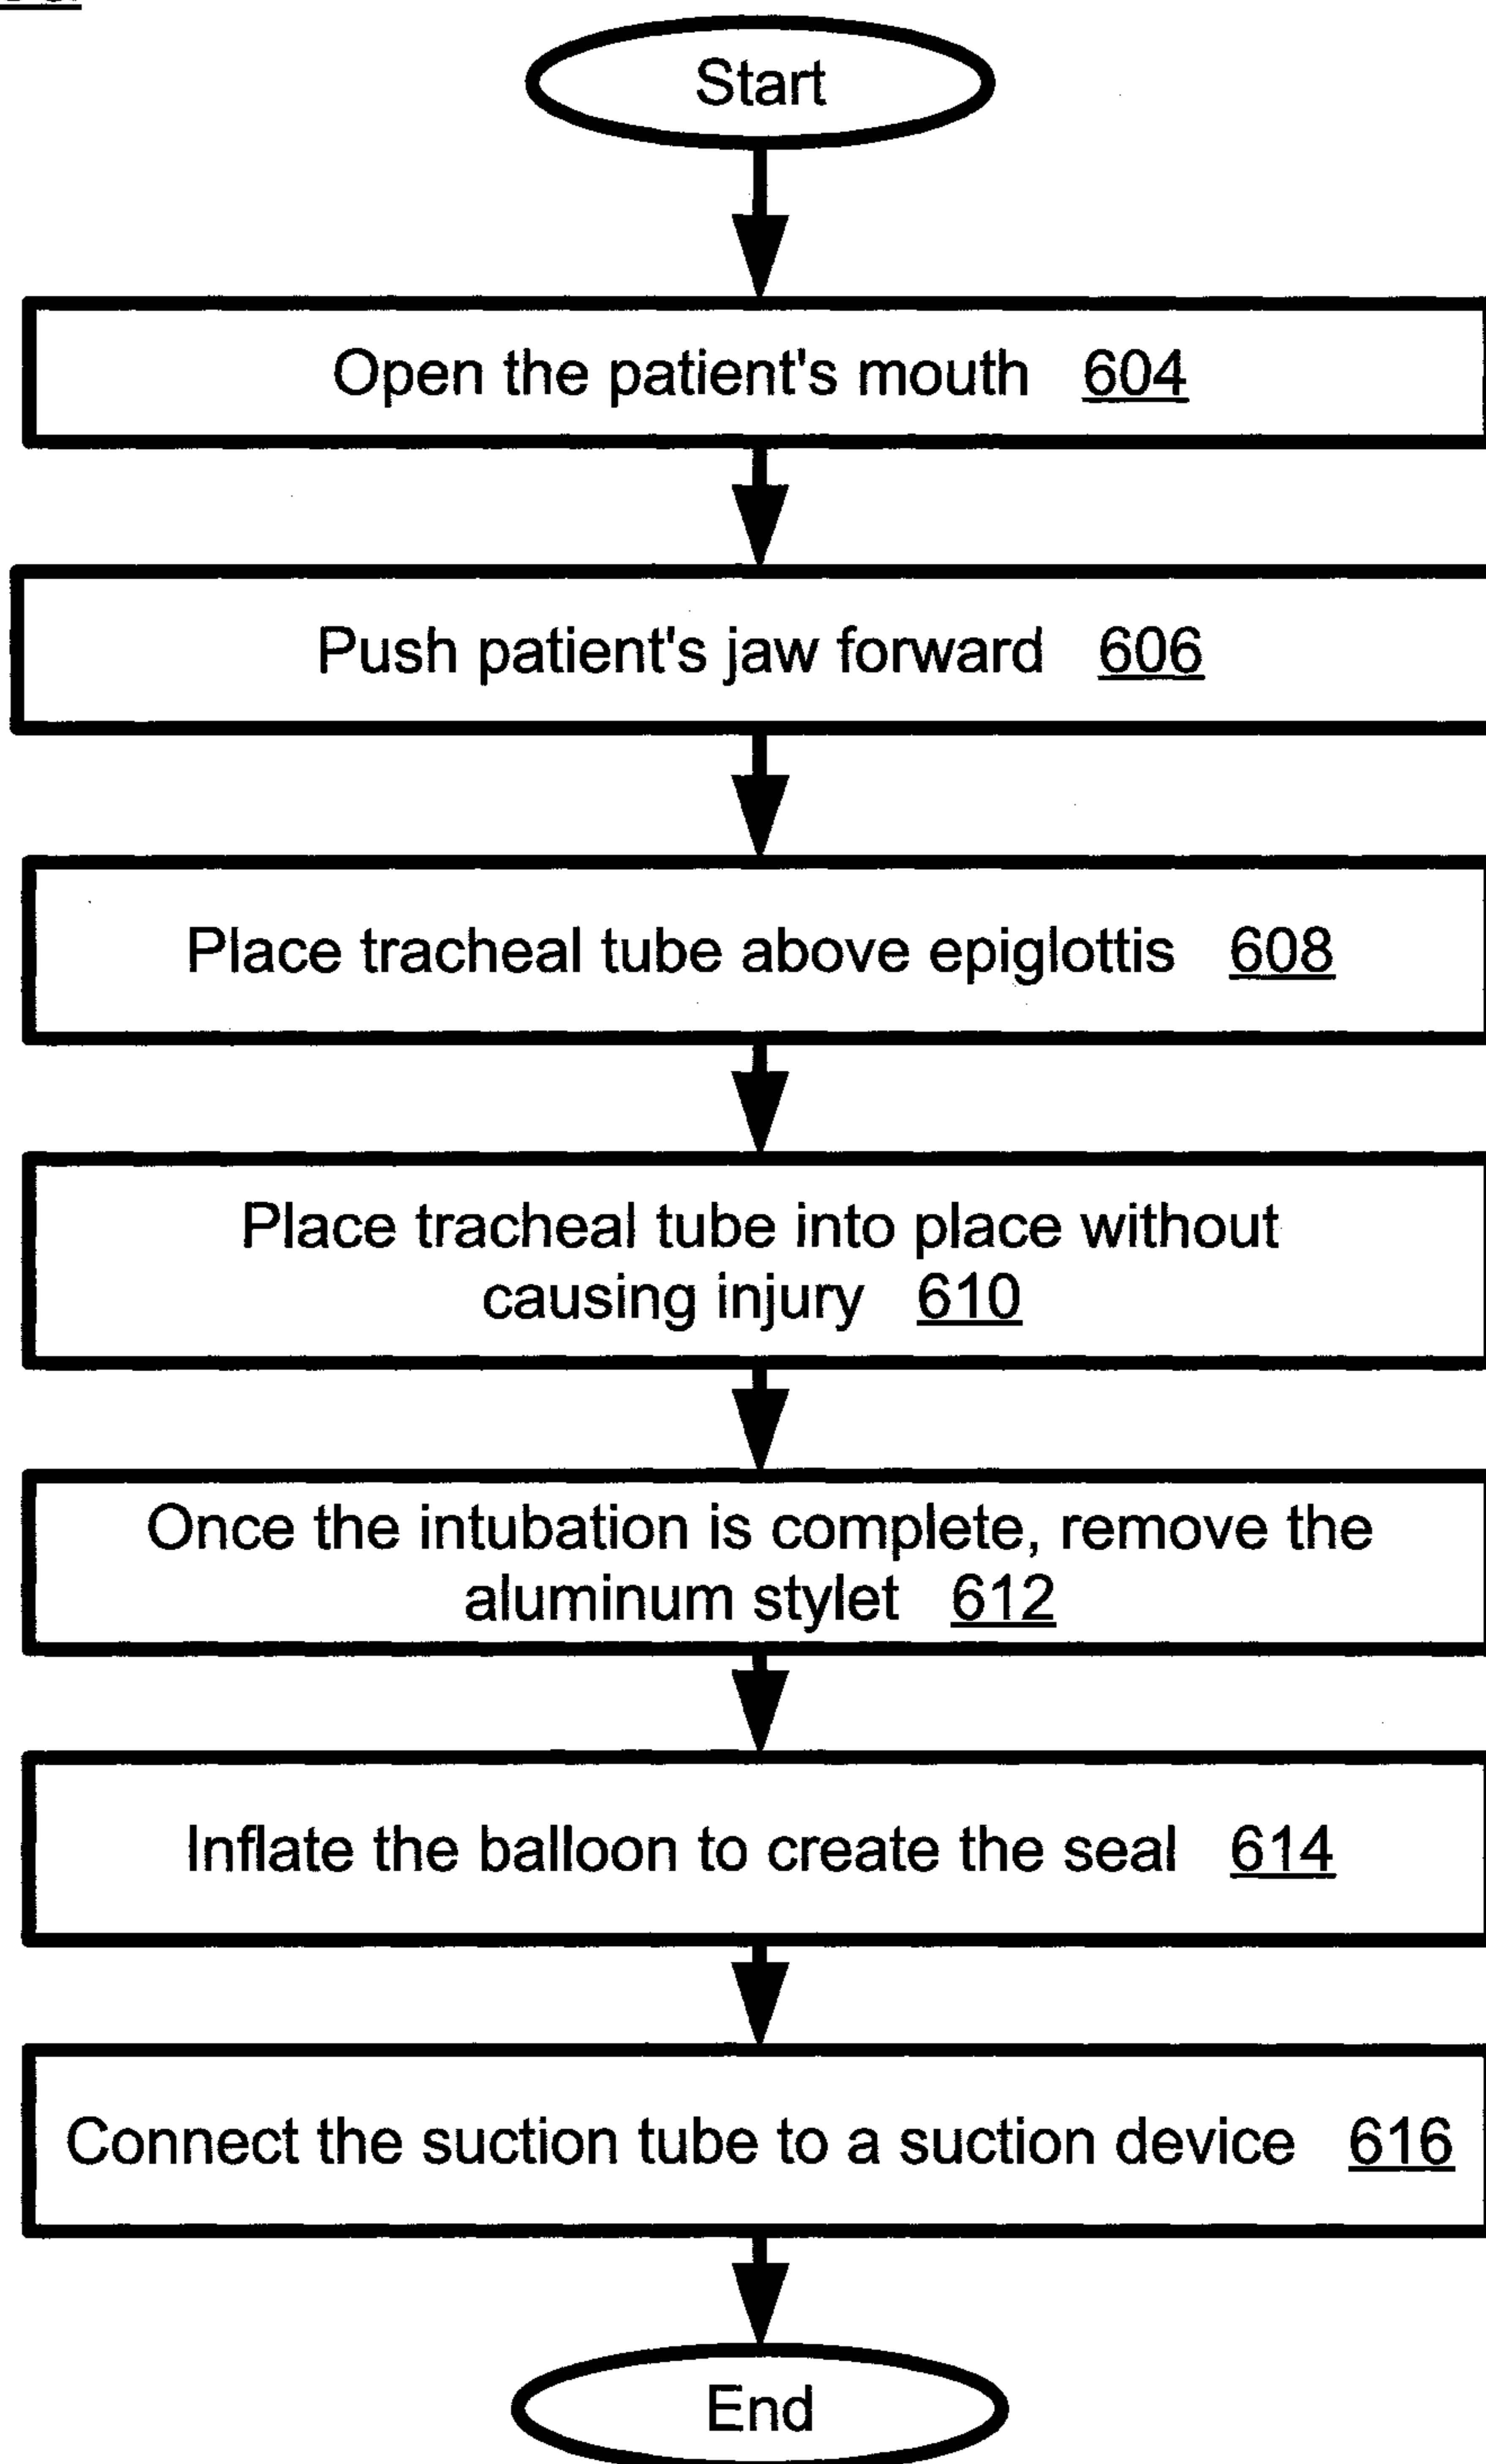 Start
Open the patient's mouth 604
Push patient's jaw forward 606
Place tracheal tube above epiglottis 608
Place tracheal tube into place without
causing injury 610
Once the intubation is complete, remove the
aluminum stylet 612
Inflate the balloon to create the seal 614
Connect the suction tube to a suction device 616
End